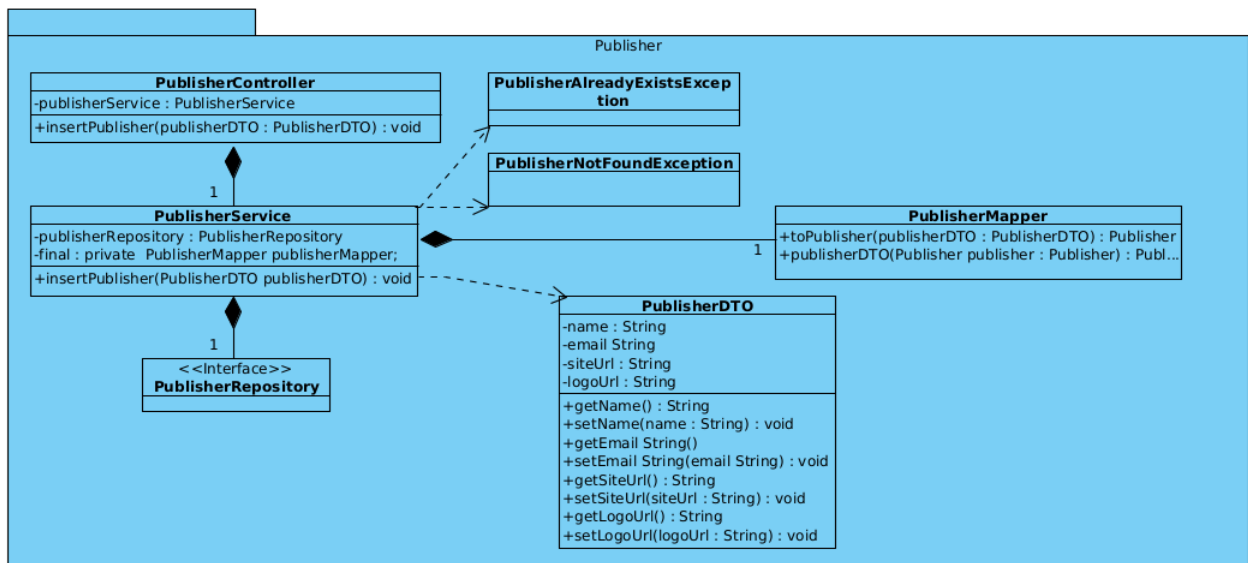 Publisher
PublisherController
-publisherService : PublisherService
+insertPublisher(publisherDTO : PublisherDTO) : void
1
PublisherAlreadyExistsExcep
tion
PublisherNotFoundException
PublisherService
-publisherRepository : PublisherRepository
-final : private  PublisherMapper publisherMapper;
+insertPublisher(PublisherDTO publisherDTO) : void
1
PublisherMapper
+toPublisher(publisherDTO : PublisherDTO) : Publisher
+publisherDTO(Publisher publisher : Publisher) : Publ...
1
<<Interface>>
PublisherRepository
PublisherDTO
-name : String
-email String
-siteUrl : String
-logoUrl : String
+getName() : String
+setName(name : String) : void
+getEmail String()
+setEmail String(email String) : void
+getSiteUrl() : String
+setSiteUrl(siteUrl : String) : void
+getLogoUrl() : String
+setLogoUrl(logoUrl : String) : void